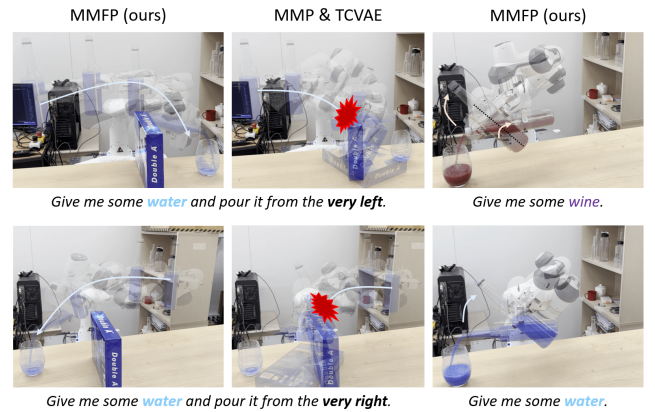 MMFP (ours)
MMP & TCVAE
MMFP (ours)
Double A
Double A
Give me some water and pour it from the very left.
Give me some wine.
Double A
Double A
Give me some water and pour it from the very right.
Give me some water.